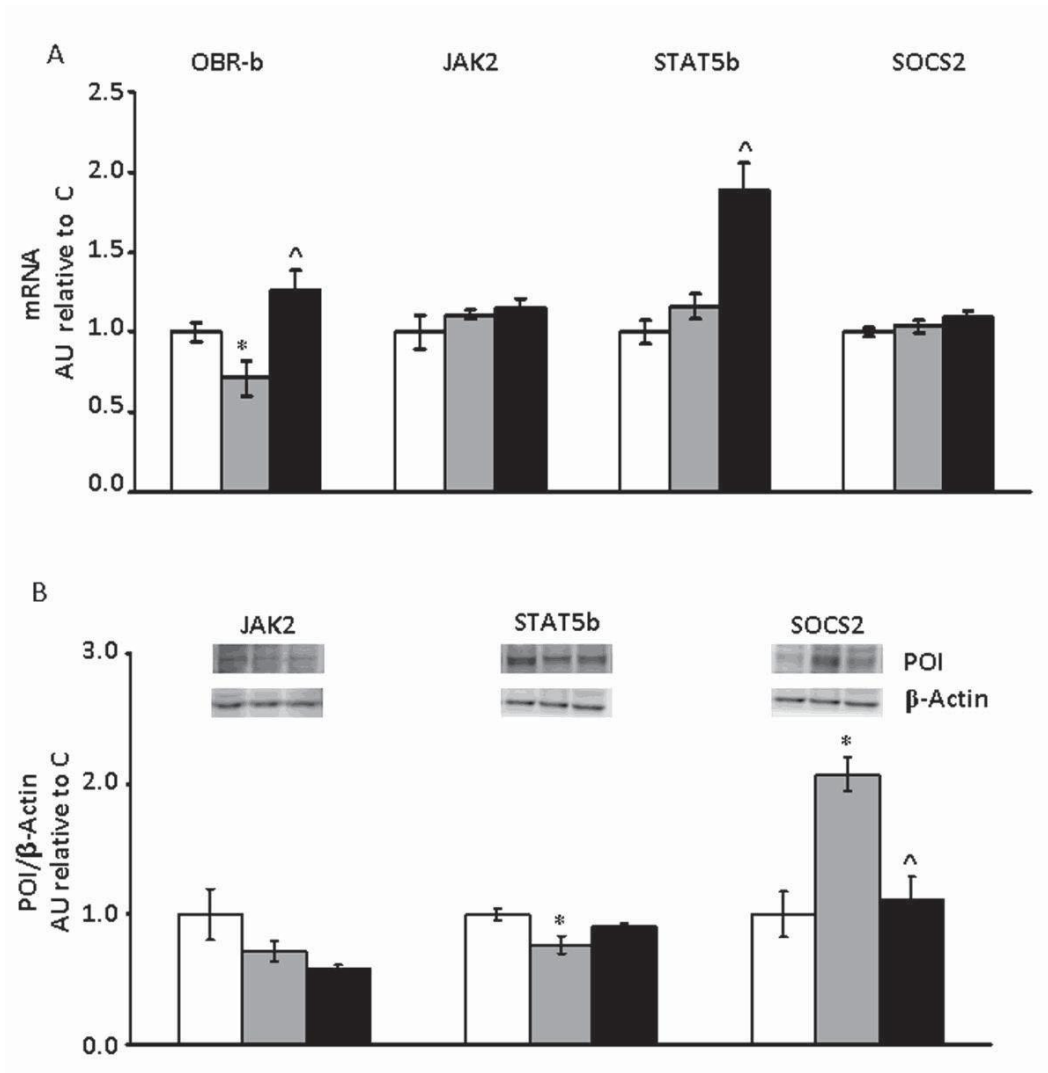 A
OBR-b JAK2 STAT5b SOCS2
2.5
2.0
1.5
1.0
0.5
0.0
mRNA
AU relative to C
*
^
^
B
JAK2 STAT5b SOCS2
POI
β-Actin
3.0
2.0
1.0
0.0
POI/β-Actin
AU relative to C
*
*
^